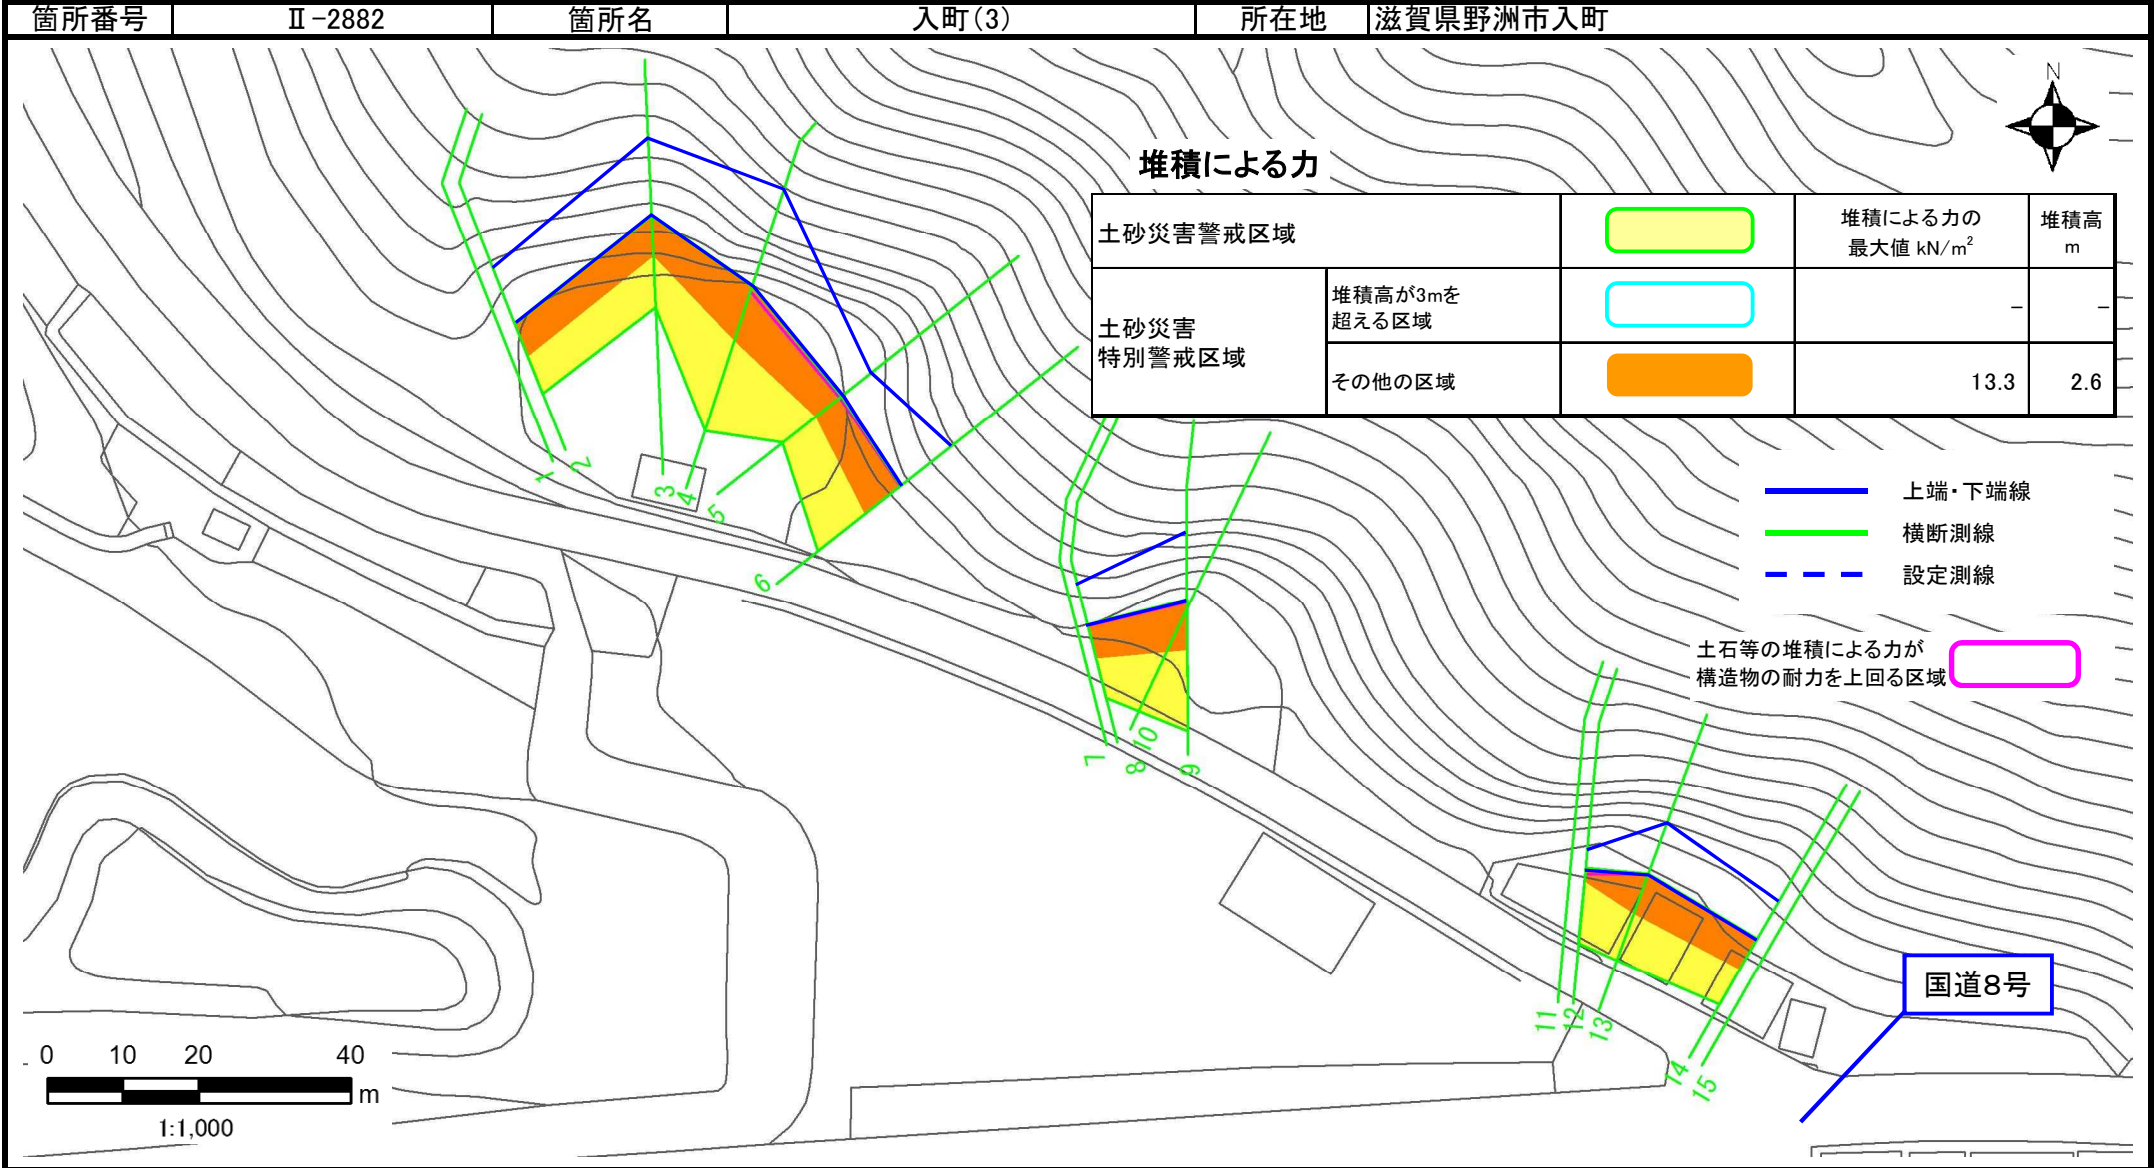 箇所番号 Ⅱ-2882 箇所名 入町(3) 所在地 滋賀県野洲市入町
N
堆積による力
土砂災害警戒区域
堆積による力の
最大値 kN/m²
堆積高
m
土砂災害
特別警戒区域
堆積高が3mを
超える区域
－ －
その他の区域
13.3 2.6
上端・下端線
横断測線
設定測線
土石等の堆積による力が
構造物の耐力を上回る区域
1
2
3
4
5
6
7
8
10
9
11
12
13
14
15
国道8号
0 10 20 40
m
1:1,000